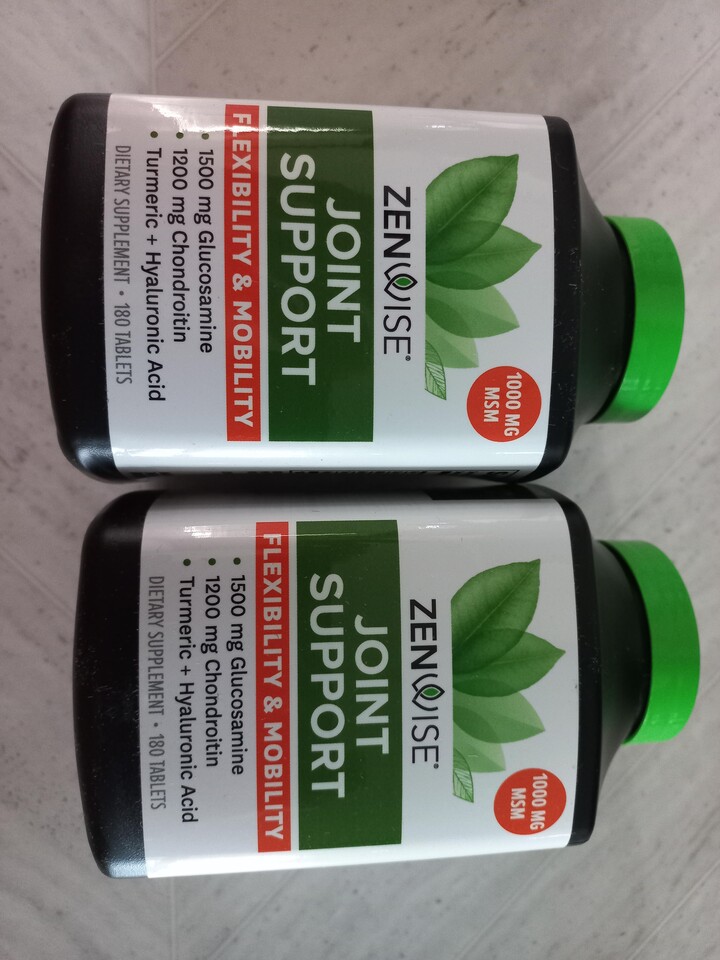 1000 MG
MSM
ZENWISE®
JOINT
SUPPORT
FLEXIBILITY & MOBILITY
• 1500 mg Glucosamine
• 1200 mg Chondroitin
• Turmeric + Hyaluronic Acid
DIETARY SUPPLEMENT • 180 TABLETS
1000 MG
MSM
ZENWISE®
JOINT
SUPPORT
FLEXIBILITY & MOBILITY
• 1500 mg Glucosamine
• 1200 mg Chondroitin
• Turmeric + Hyaluronic Acid
DIETARY SUPPLEMENT • 180 TABLETS